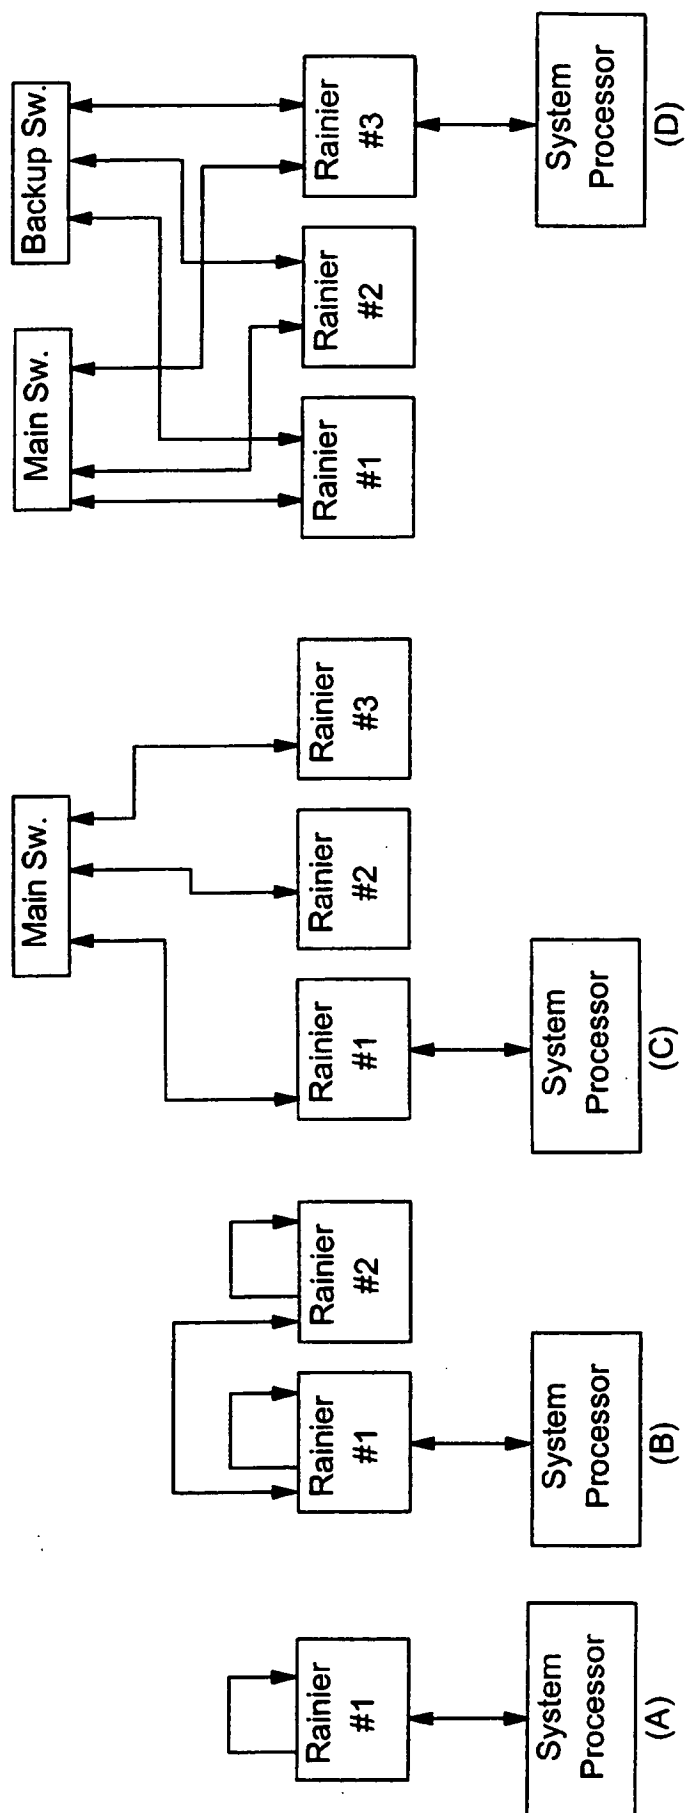 Rainier
#1
System
Processor
(A)
Rainier
#1
Rainier
#2
System
Processor
(B)
Main Sw.
Rainier
#1
Rainier
#2
Rainier
#3
System
Processor
(C)
Main Sw.
Backup Sw.
Rainier
#1
Rainier
#2
Rainier
#3
System
Processor
(D)